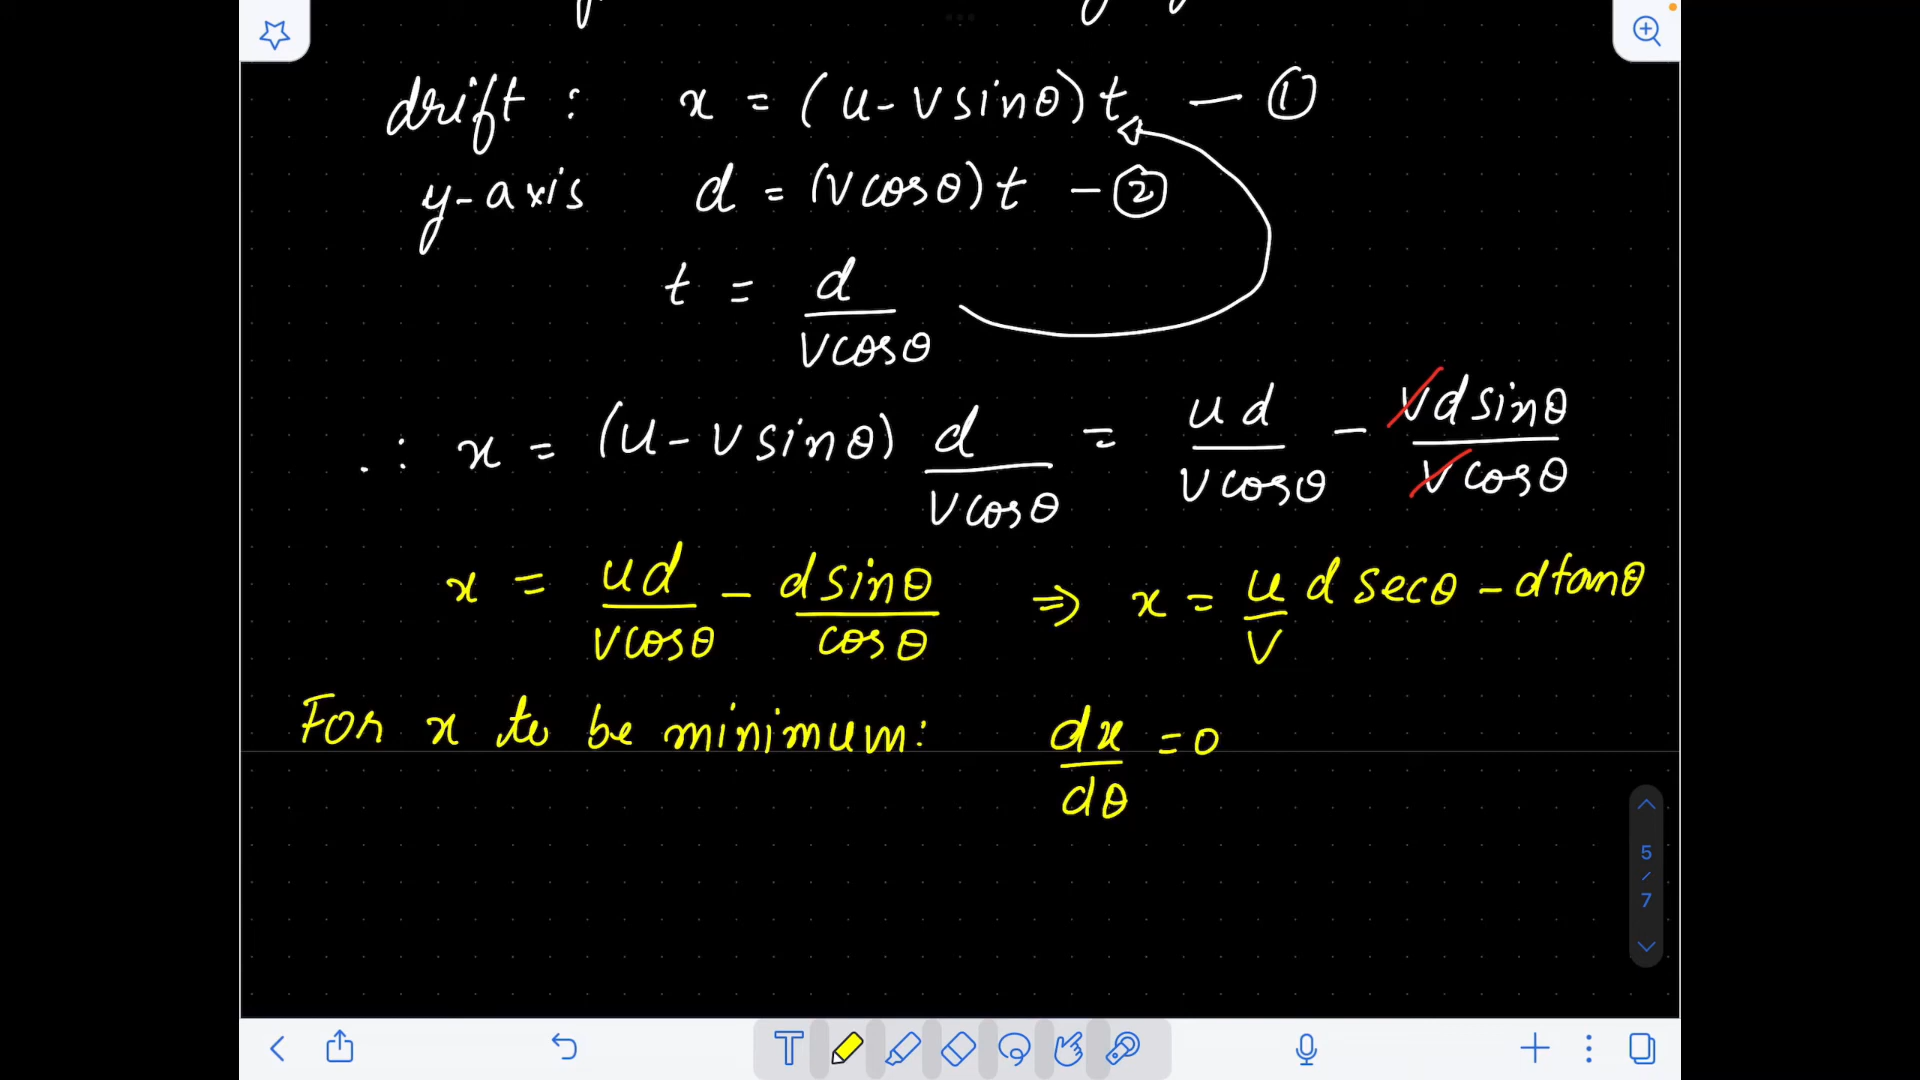 drift : x = (u - v sinθ) t — ①
y-axis d = (v cosθ) t - ②
t = d / v cosθ
∴ x = (u - v sinθ) d / v cosθ = ud / v cosθ - v d sinθ / v cosθ
x = ud / v cosθ - d sinθ / cosθ ⇒ x = u / v d secθ - d tanθ
For x to be minimum: dx / dθ = 0
5 / 7
T